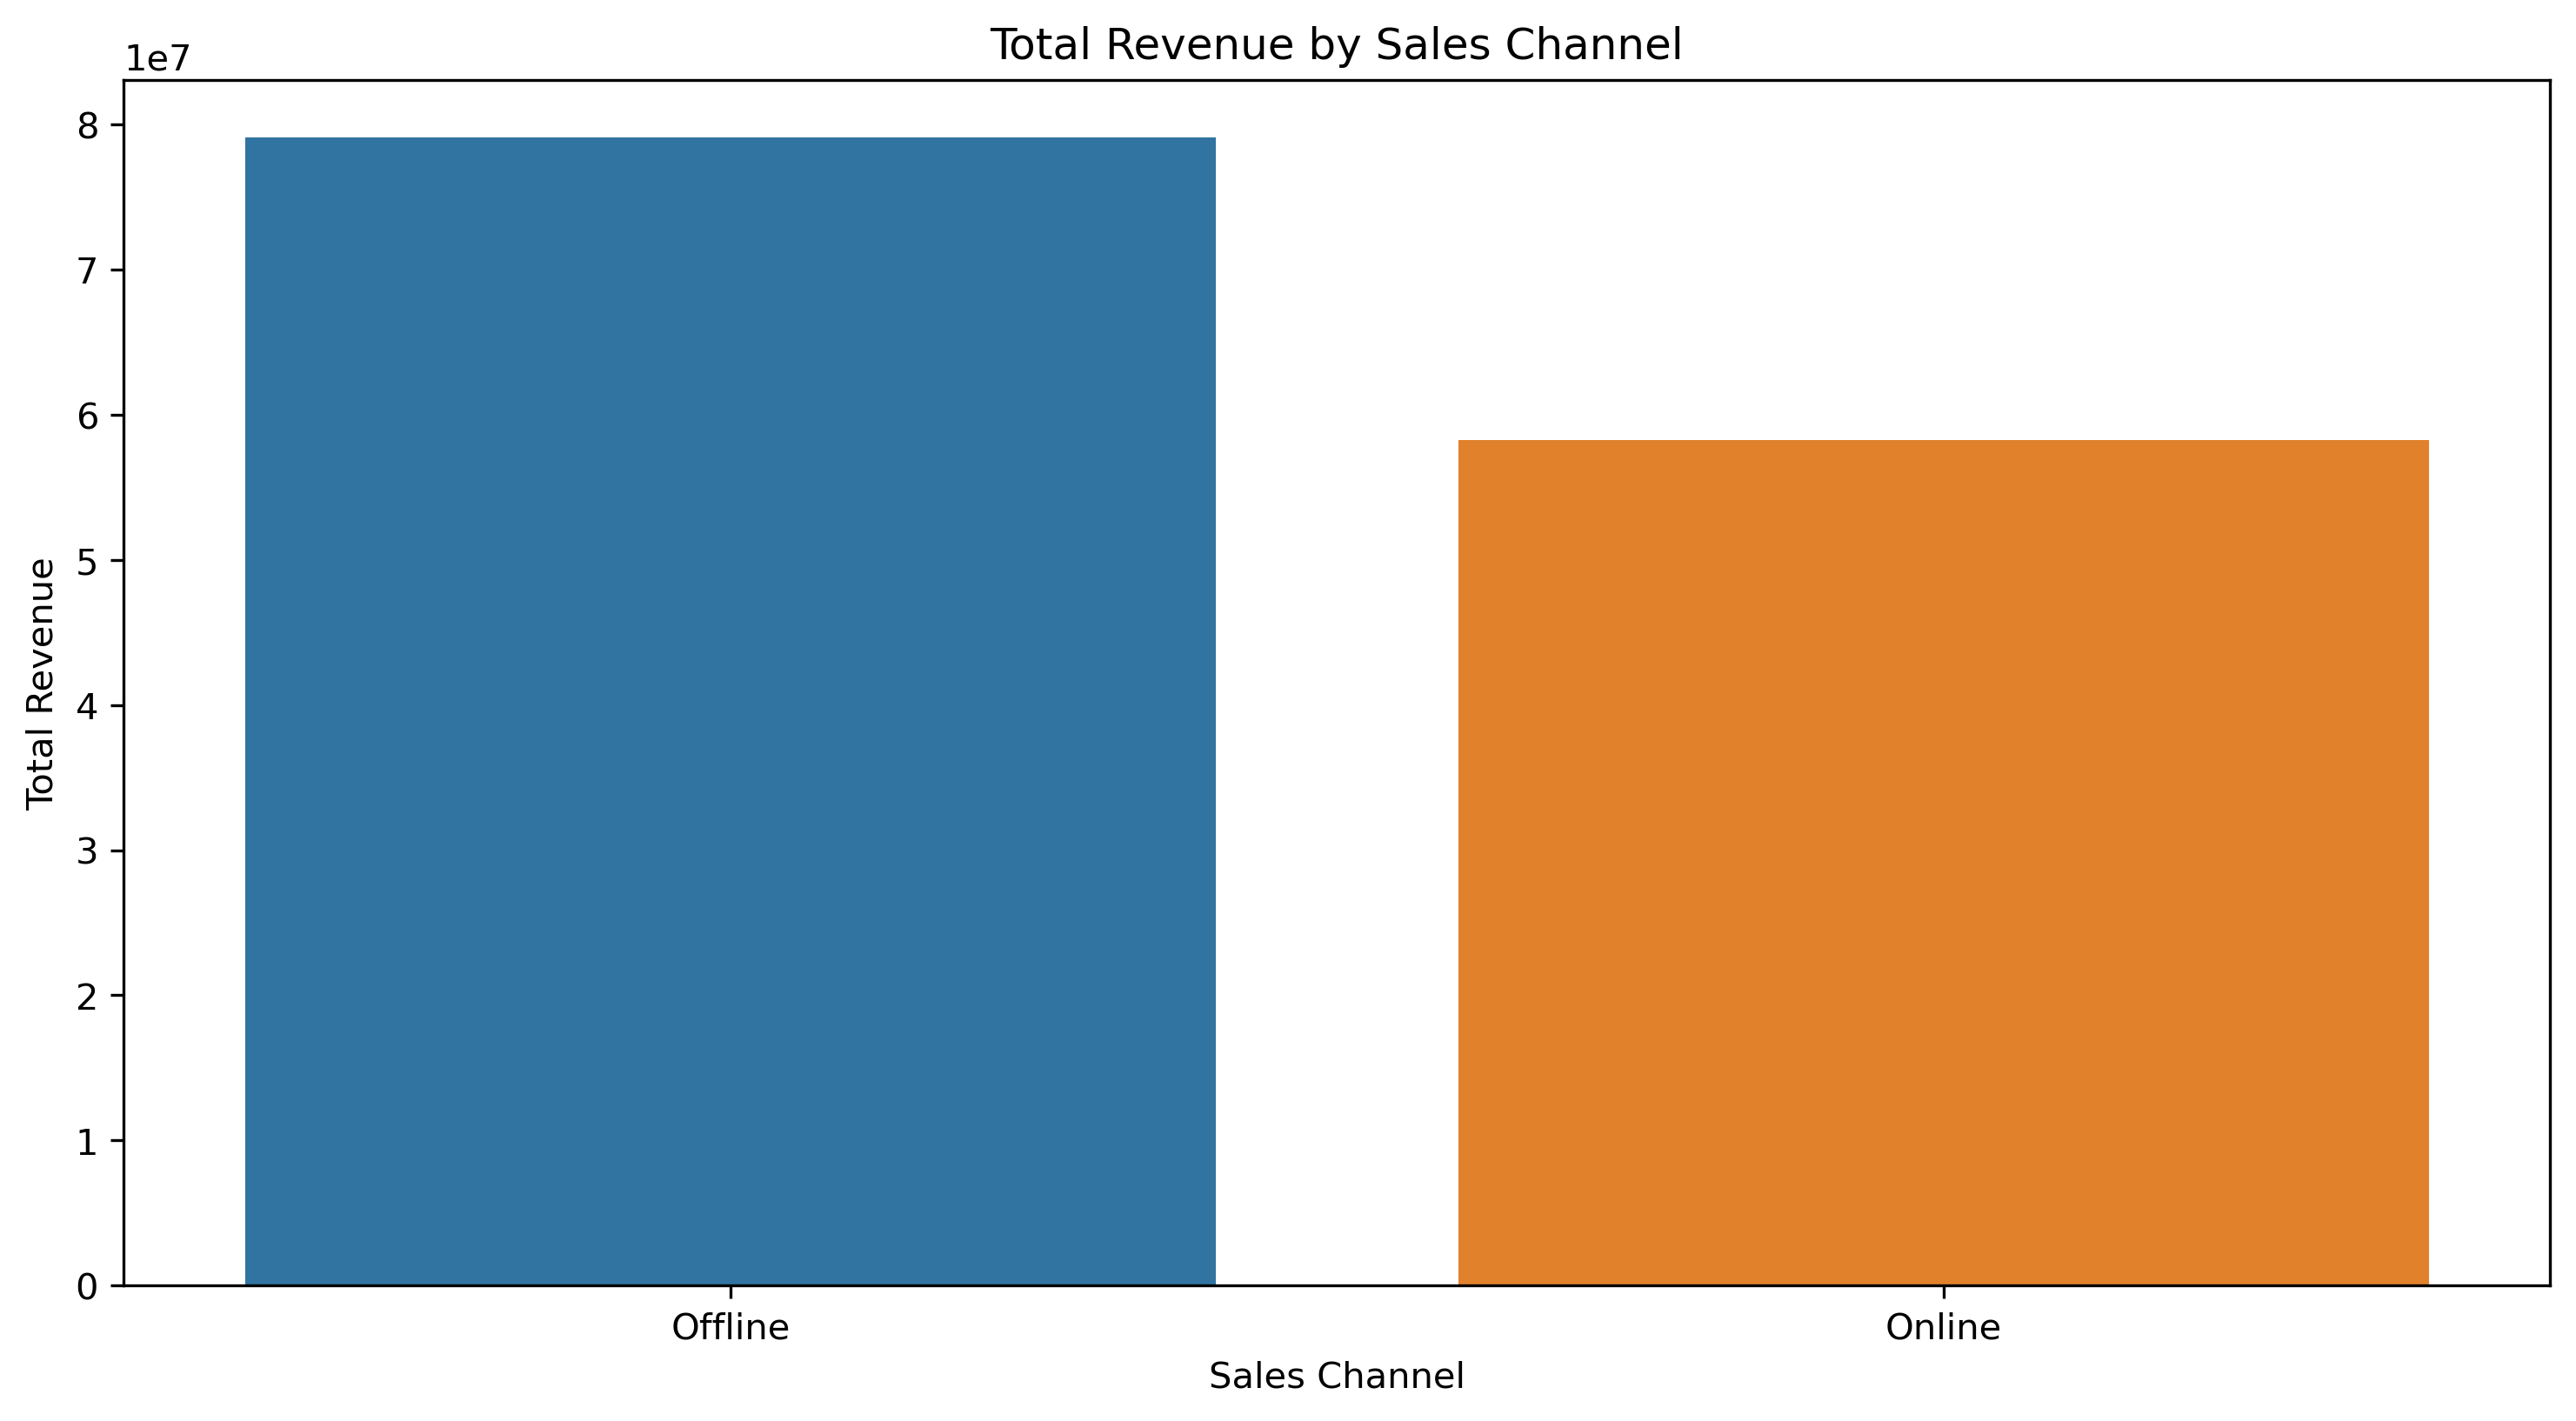 Total Revenue by Sales Channel
1e7
8
7
6
5
4
3
2
1
0
Total Revenue
Offline
Online
Sales Channel